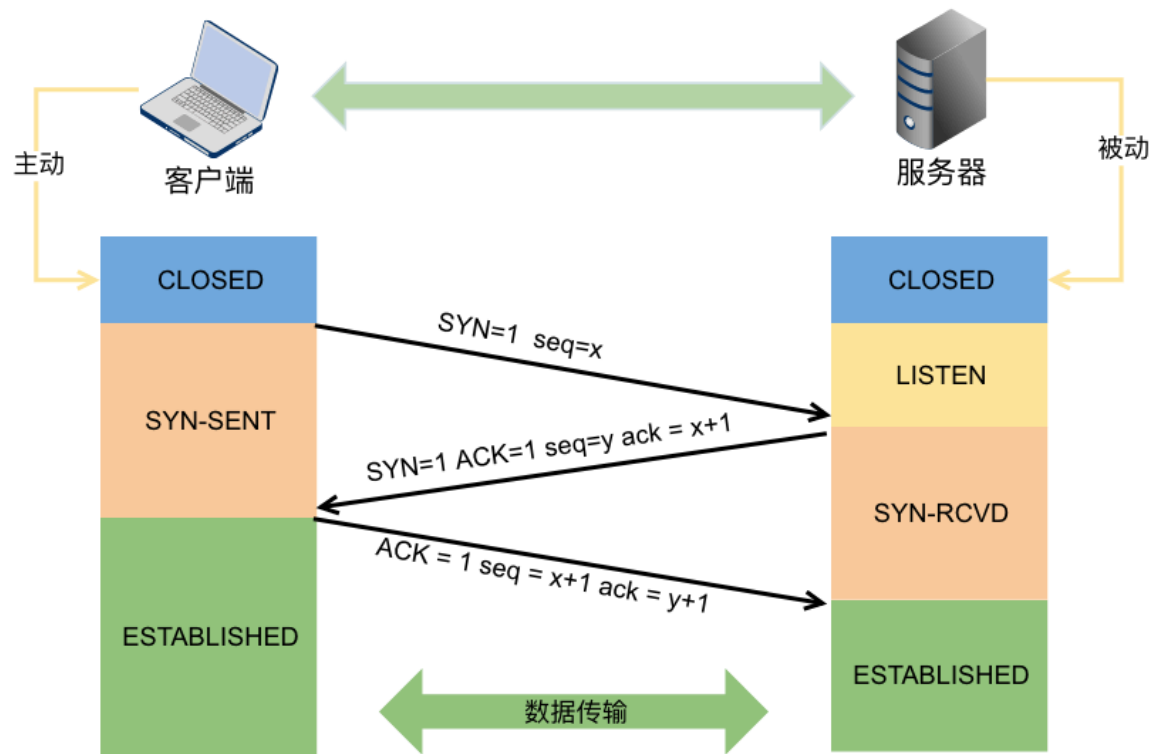 主动
客户端
服务器
被动
CLOSED
CLOSED
SYN=1 seq=x
LISTEN
SYN-SENT
SYN=1 ACK=1 seq=y ack = x+1
SYN-RCVD
ACK = 1 seq = x+1 ack = y+1
ESTABLISHED
ESTABLISHED
数据传输